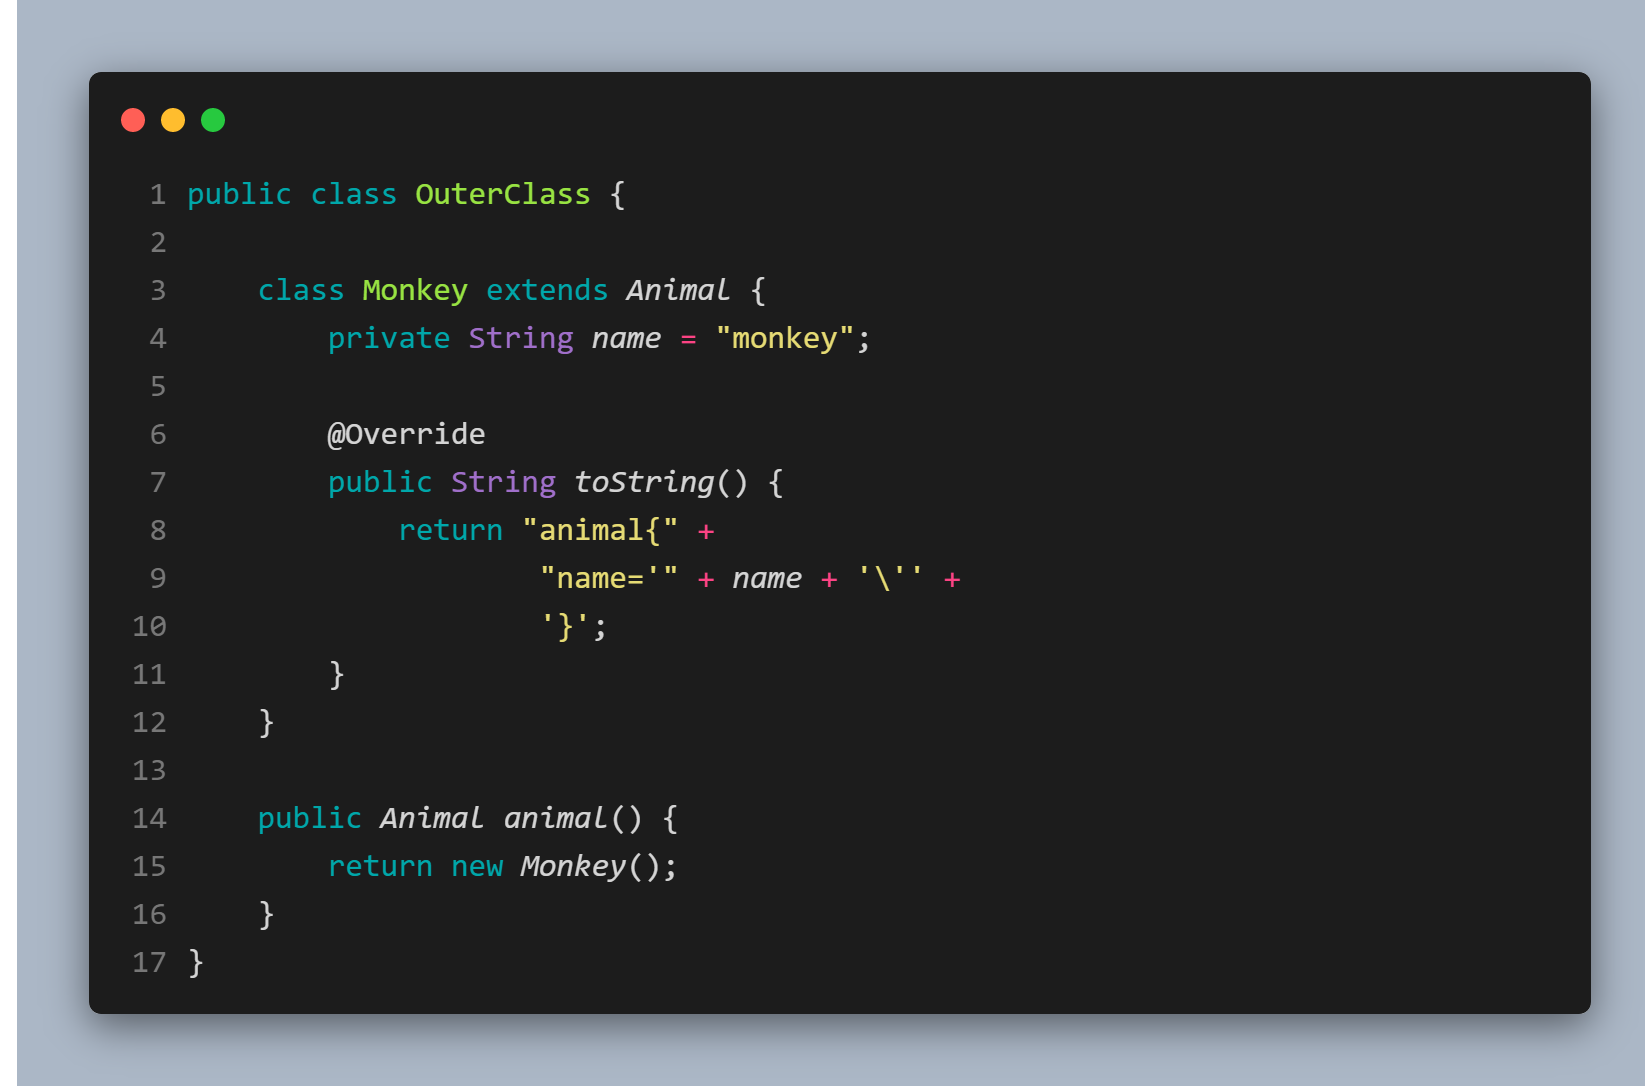 1 public class OuterClass {
2
3     class Monkey extends Animal {
4         private String name = "monkey";
5
6         @Override
7         public String toString() {
8             return "animal{" +
9                     "name='" + name + '\'' +
10                     '}';
11         }
12     }
13
14     public Animal animal() {
15         return new Monkey();
16     }
17 }